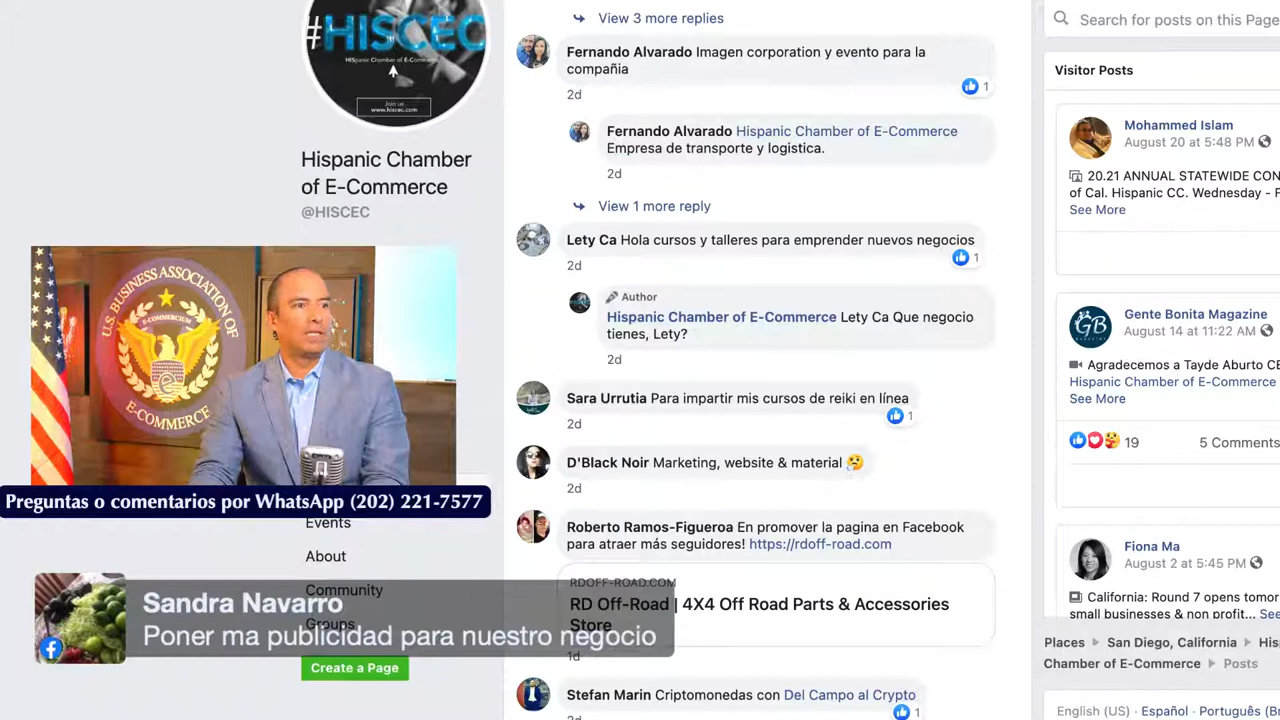 #HISCEC
HISpanic Chamber of E-Commerce
Join us
www.hiscec.com
Hispanic Chamber
of E-Commerce
@HISCEC
U.S. BUSINESS ASSOCIATION OF
E-COMMERCIUM
E-COMMERCE
Preguntas o comentarios por WhatsApp (202) 221-7577
Events
About
Community
Groups
Sandra Navarro
Poner ma publicidad para nuestro negocio
Create a Page
View 3 more replies
Fernando Alvarado Imagen corporation y evento para la
compañia
2d
1
Fernando Alvarado Hispanic Chamber of E-Commerce
Empresa de transporte y logistica.
2d
View 1 more reply
Lety Ca Hola cursos y talleres para emprender nuevos negocios
1
2d
Author
Hispanic Chamber of E-Commerce Lety Ca Que negocio
tienes, Lety?
2d
Sara Urrutia Para impartir mis cursos de reiki en línea
1
2d
D'Black Noir Marketing, website & material
2d
Roberto Ramos-Figueroa En promover la pagina en Facebook
para atraer más seguidores! https://rdoff-road.com
RDOFF-ROAD.COM
RD Off-Road | 4X4 Off Road Parts & Accessories
Store
1d
Stefan Marin Criptomonedas con Del Campo al Crypto
1
2d
Search for posts on this Page
Visitor Posts
Mohammed Islam
August 20 at 5:48 PM
20.21 ANNUAL STATEWIDE CON
of Cal. Hispanic CC. Wednesday - F
See More
GB
Gente Bonita Magazine
August 14 at 11:22 AM
Agradecemos a Tayde Aburto CE
Hispanic Chamber of E-Commerce
See More
19
5 Comments
Fiona Ma
August 2 at 5:45 PM
California: Round 7 opens tomor
small businesses & non profit... See
Places
San Diego, California
His
Chamber of E-Commerce
Posts
English (US) · Español · Português (Br